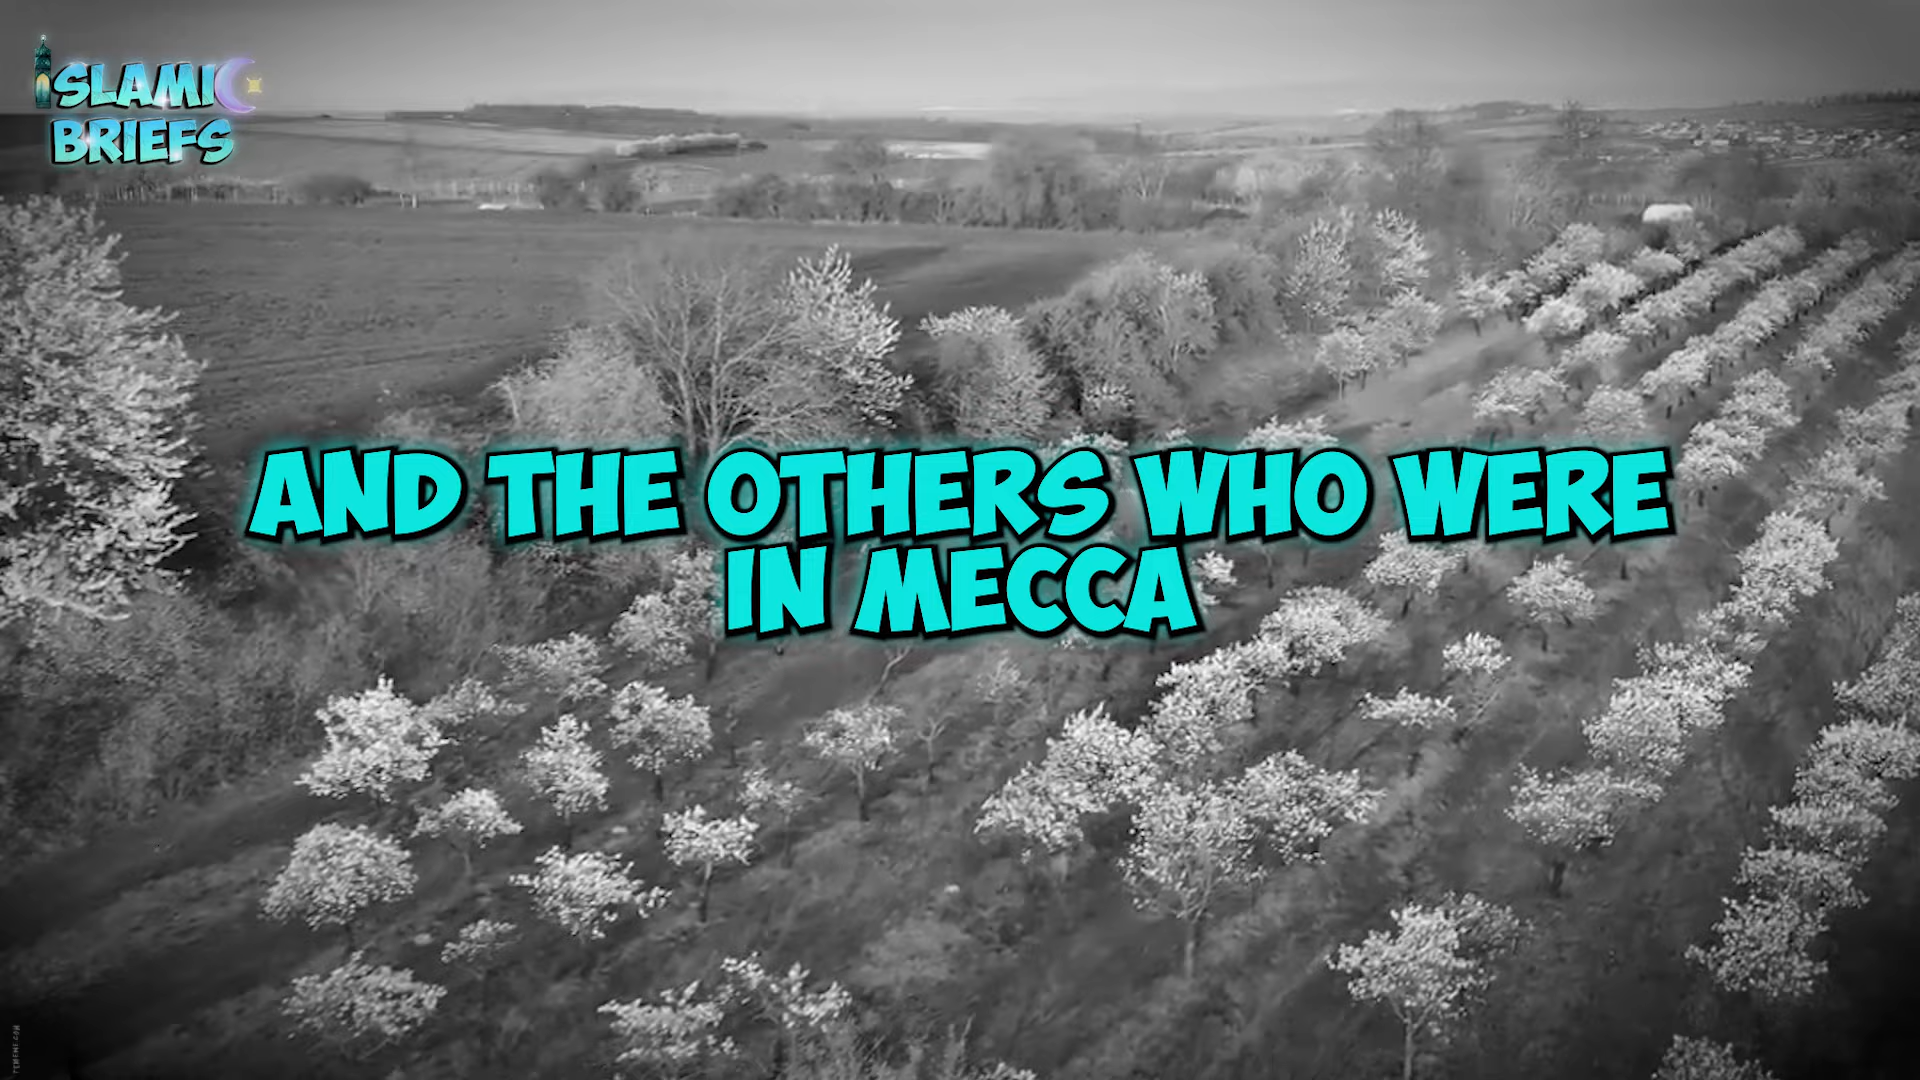 ISLAMIC
BRIEFS
AND THE OTHERS WHO WERE
IN MECCA